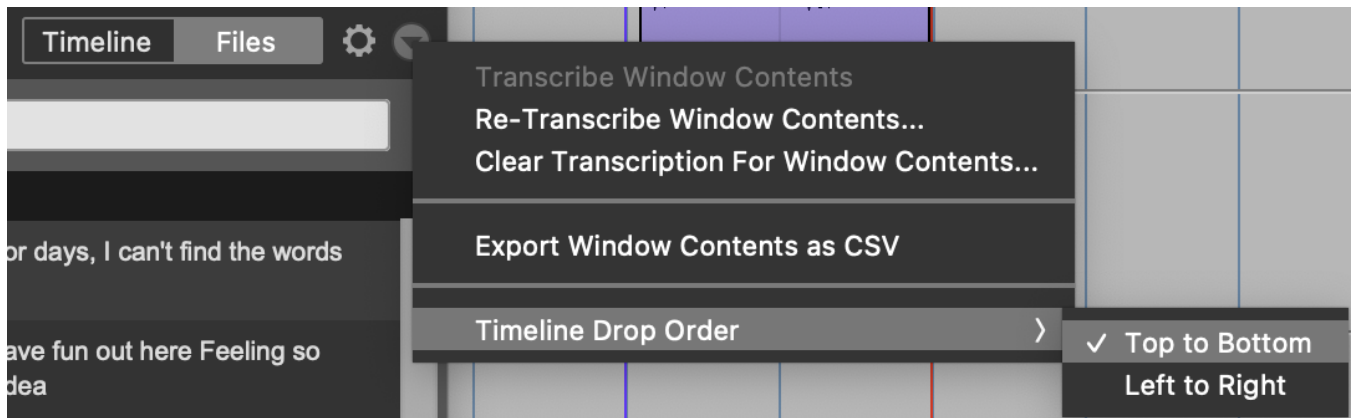 Timeline Files
Transcribe Window Contents
Re-Transcribe Window Contents...
Clear Transcription For Window Contents...
or days, I can't find the words
Export Window Contents as CSV
Timeline Drop Order
ave fun out here Feeling so
dea
✓ Top to Bottom
Left to Right